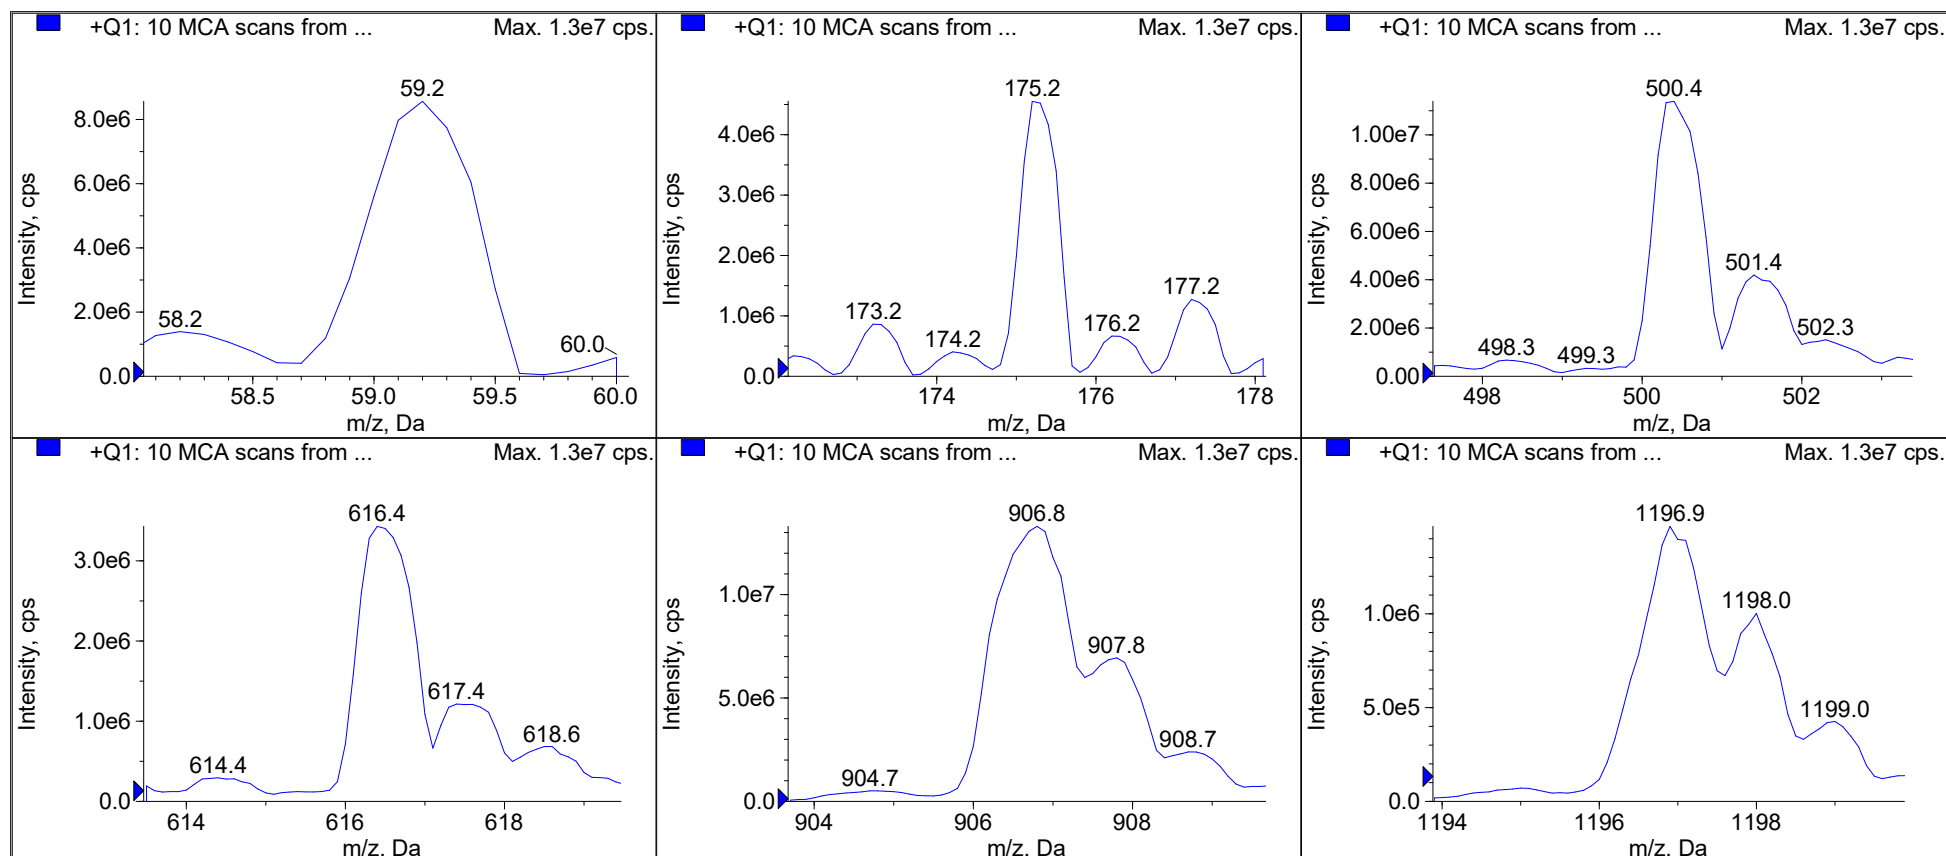 +Q1: 10 MCA scans from ... Max. 1.3e7 cps.
Intensity, cps
8.0e6
6.0e6
4.0e6
2.0e6
0.0
59.2
58.2
60.0
58.5 59.0 59.5 60.0
m/z, Da
+Q1: 10 MCA scans from ... Max. 1.3e7 cps.
Intensity, cps
4.0e6
3.0e6
2.0e6
1.0e6
0.0
175.2
173.2
174.2
176.2
177.2
174 176 178
m/z, Da
+Q1: 10 MCA scans from ... Max. 1.3e7 cps.
Intensity, cps
1.00e7
8.00e6
6.00e6
4.00e6
2.00e6
0.00
500.4
501.4
502.3
498.3
499.3
498 500 502
m/z, Da
+Q1: 10 MCA scans from ... Max. 1.3e7 cps.
Intensity, cps
3.0e6
2.0e6
1.0e6
0.0
616.4
617.4
618.6
614.4
614 616 618
m/z, Da
+Q1: 10 MCA scans from ... Max. 1.3e7 cps.
Intensity, cps
1.0e7
5.0e6
0.0
906.8
907.8
908.7
904.7
904 906 908
m/z, Da
+Q1: 10 MCA scans from ... Max. 1.3e7 cps.
Intensity, cps
1.0e6
5.0e5
0.0
1196.9
1198.0
1199.0
1194 1196 1198
m/z, Da